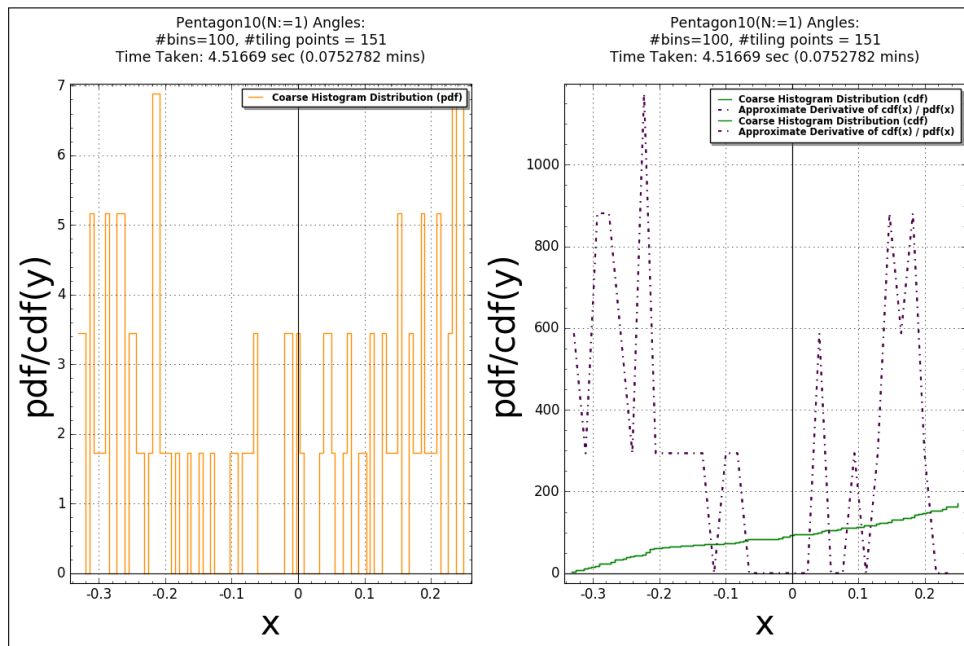 Pentagon10(N:=1) Angles:
#bins=100, #tiling points = 151
Time Taken: 4.51669 sec (0.0752782 mins)
Coarse Histogram Distribution (pdf)
7
6
5
4
3
2
1
0
-0.3
-0.2
-0.1
0
0.1
0.2
pdf/cdf(y)
x
Pentagon10(N:=1) Angles:
#bins=100, #tiling points = 151
Time Taken: 4.51669 sec (0.0752782 mins)
Coarse Histogram Distribution (cdf)
Approximate Derivative of cdf(x) / pdf(x)
Coarse Histogram Distribution (cdf)
Approximate Derivative of cdf(x) / pdf(x)
1000
800
600
400
200
0
-0.3
-0.2
-0.1
0
0.1
0.2
pdf/cdf(y)
x